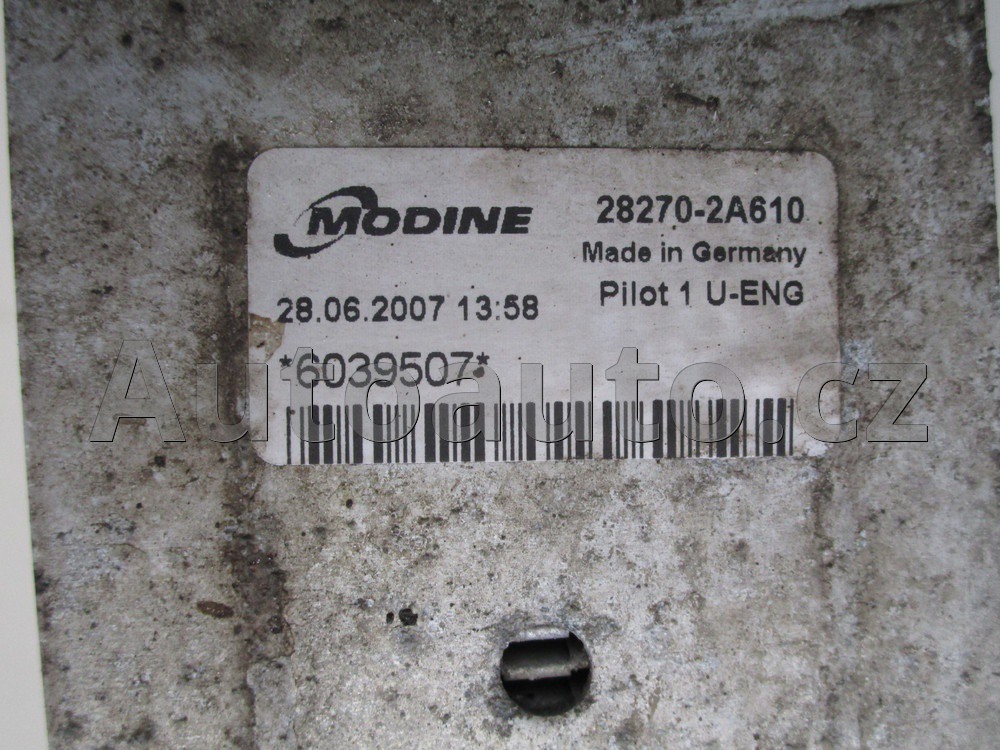 MODINE
28270-2A610
Made in Germany
28.06.2007 13:58
Pilot 1 U-ENG
*6039507*
Autoauto.cz